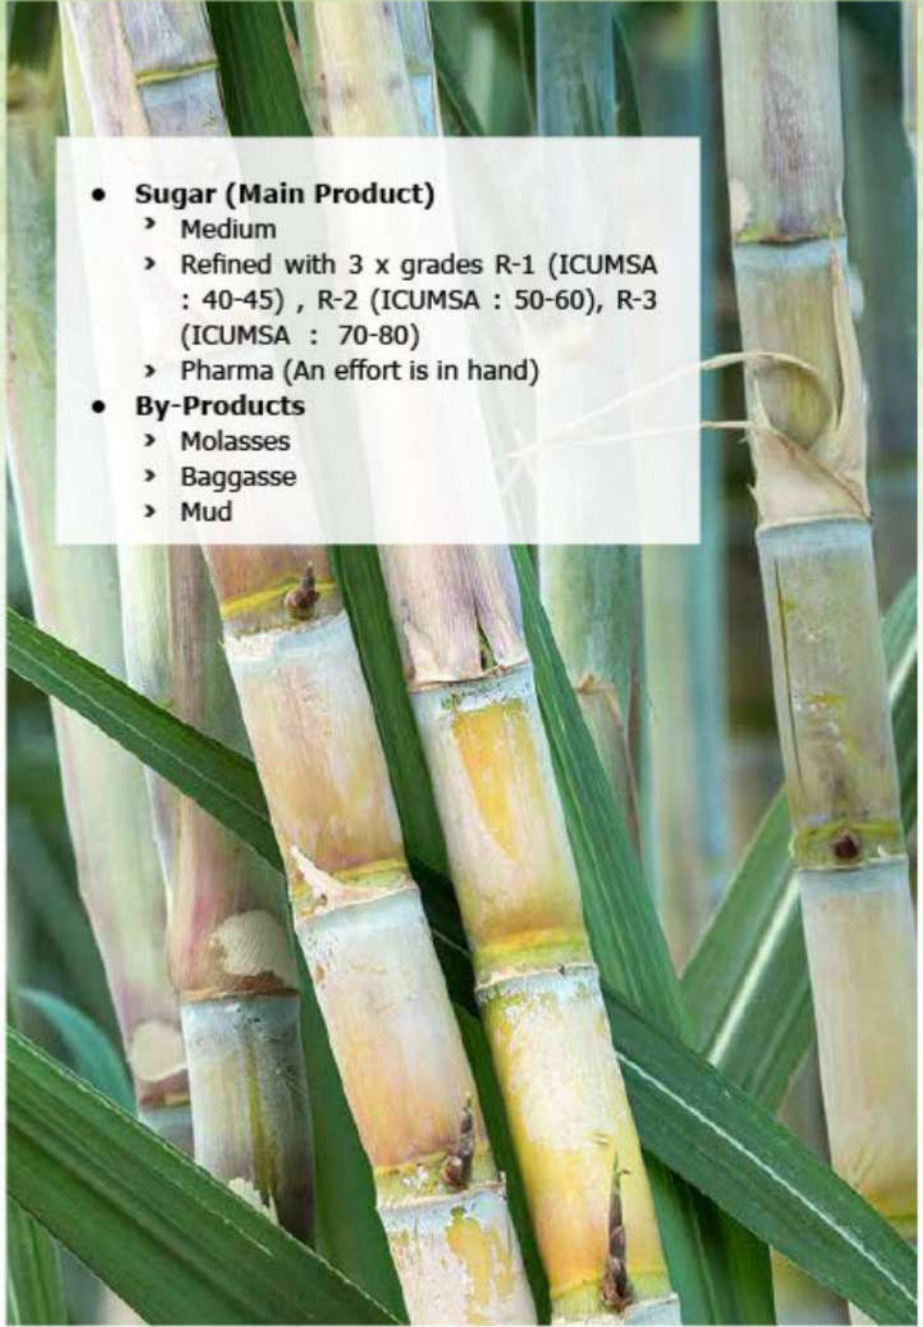 • Sugar (Main Product)
› Medium
› Refined with 3 x grades R-1 (ICUMSA
: 40-45) , R-2 (ICUMSA : 50-60), R-3
(ICUMSA : 70-80)
› Pharma (An effort is in hand)
• By-Products
› Molasses
› Baggasse
› Mud